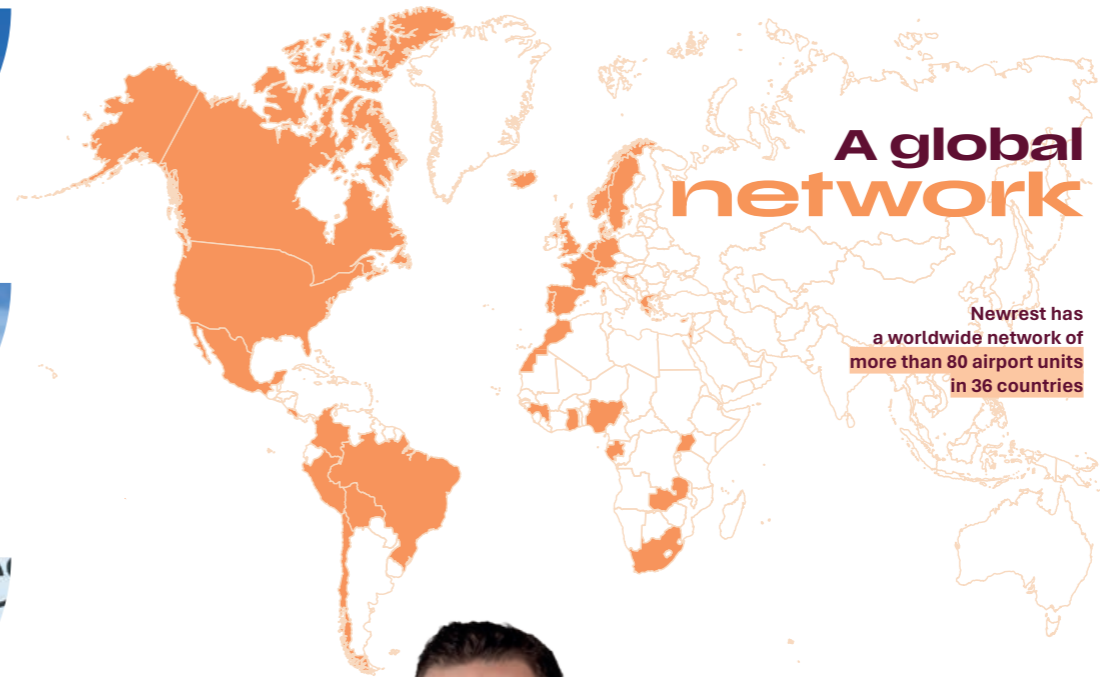 A global
network
Newrest has
a worldwide network of
more than 80 airport units
in 36 countries